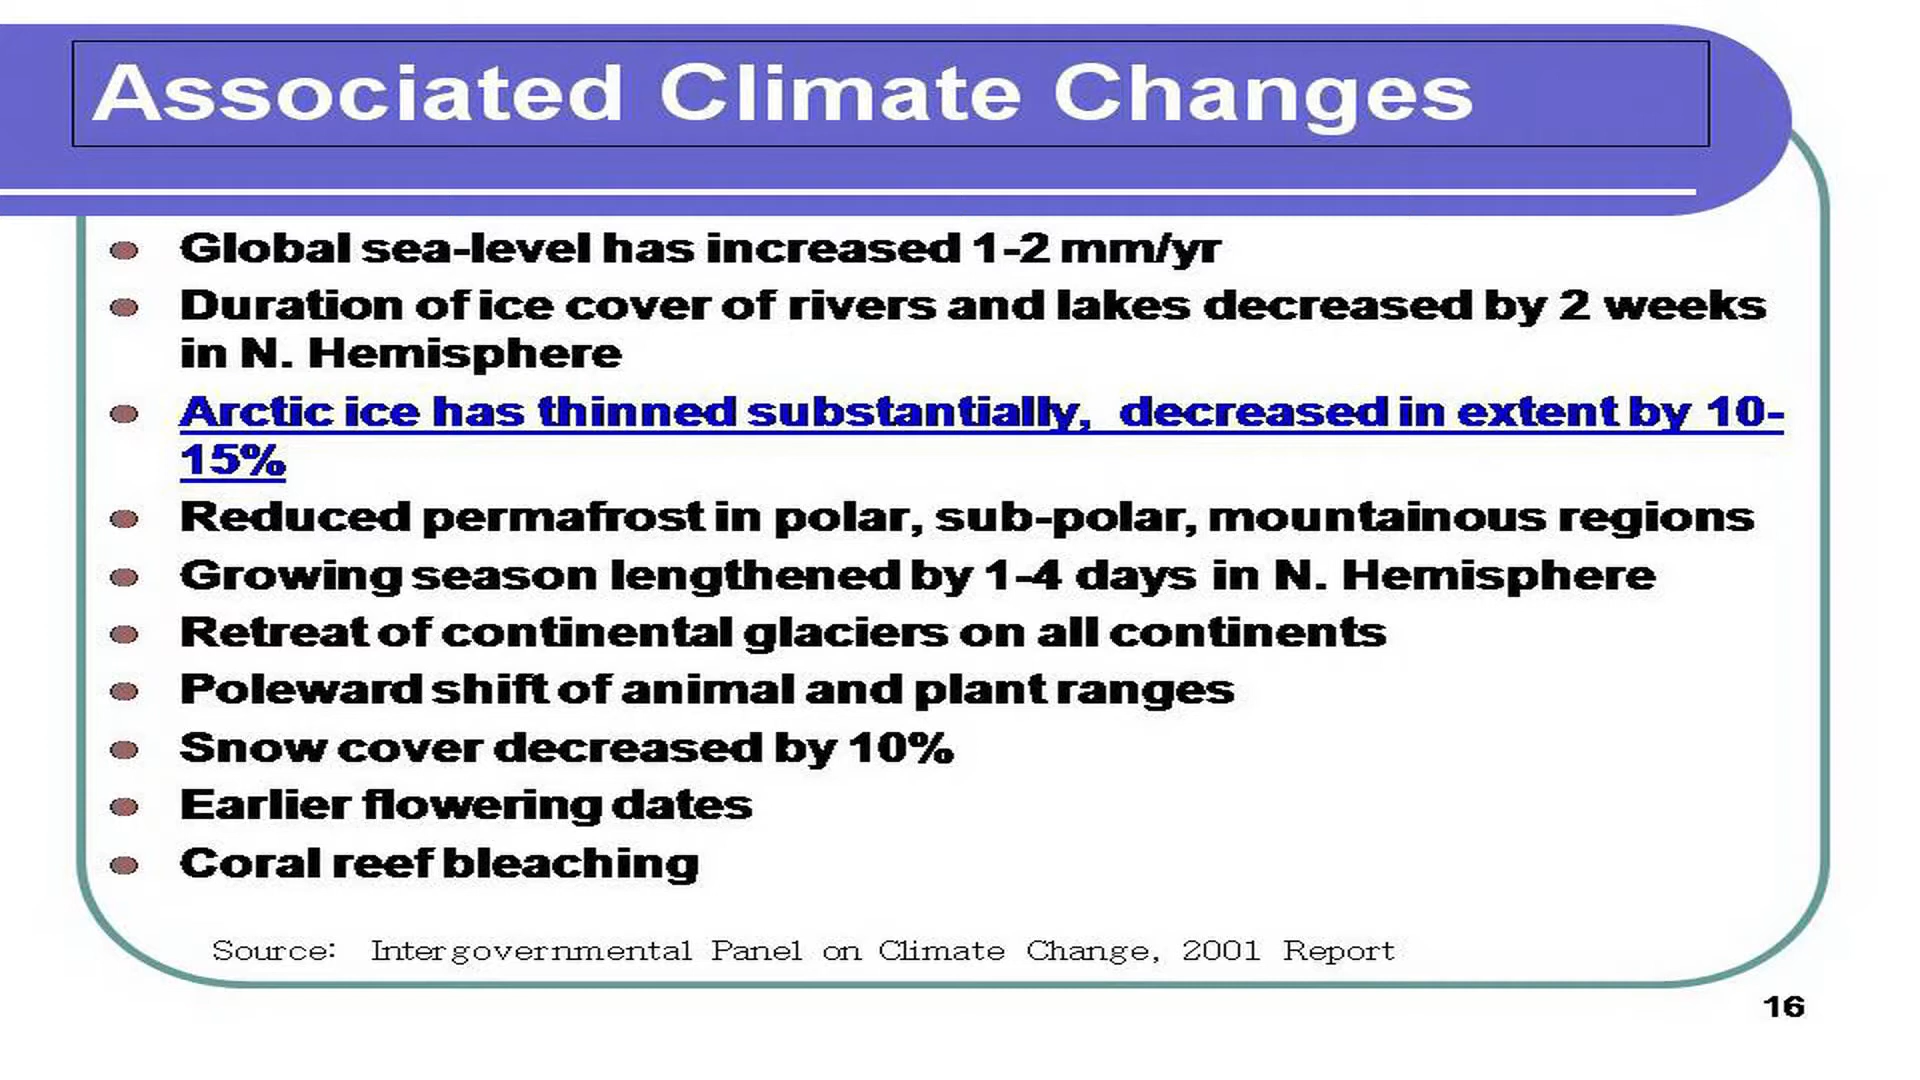 Associated Climate Changes
Global sea-level has increased 1-2 mm/yr
Duration of ice cover of rivers and lakes decreased by 2 weeks
in N. Hemisphere
Arctic ice has thinned substantially, decreased in extent by 10-
15%
Reduced permafrost in polar, sub-polar, mountainous regions
Growing season lengthened by 1-4 days in N. Hemisphere
Retreat of continental glaciers on all continents
Poleward shift of animal and plant ranges
Snow cover decreased by 10%
Earlier flowering dates
Coral reef bleaching
Source: Intergovernmental Panel on Climate Change, 2001 Report
16